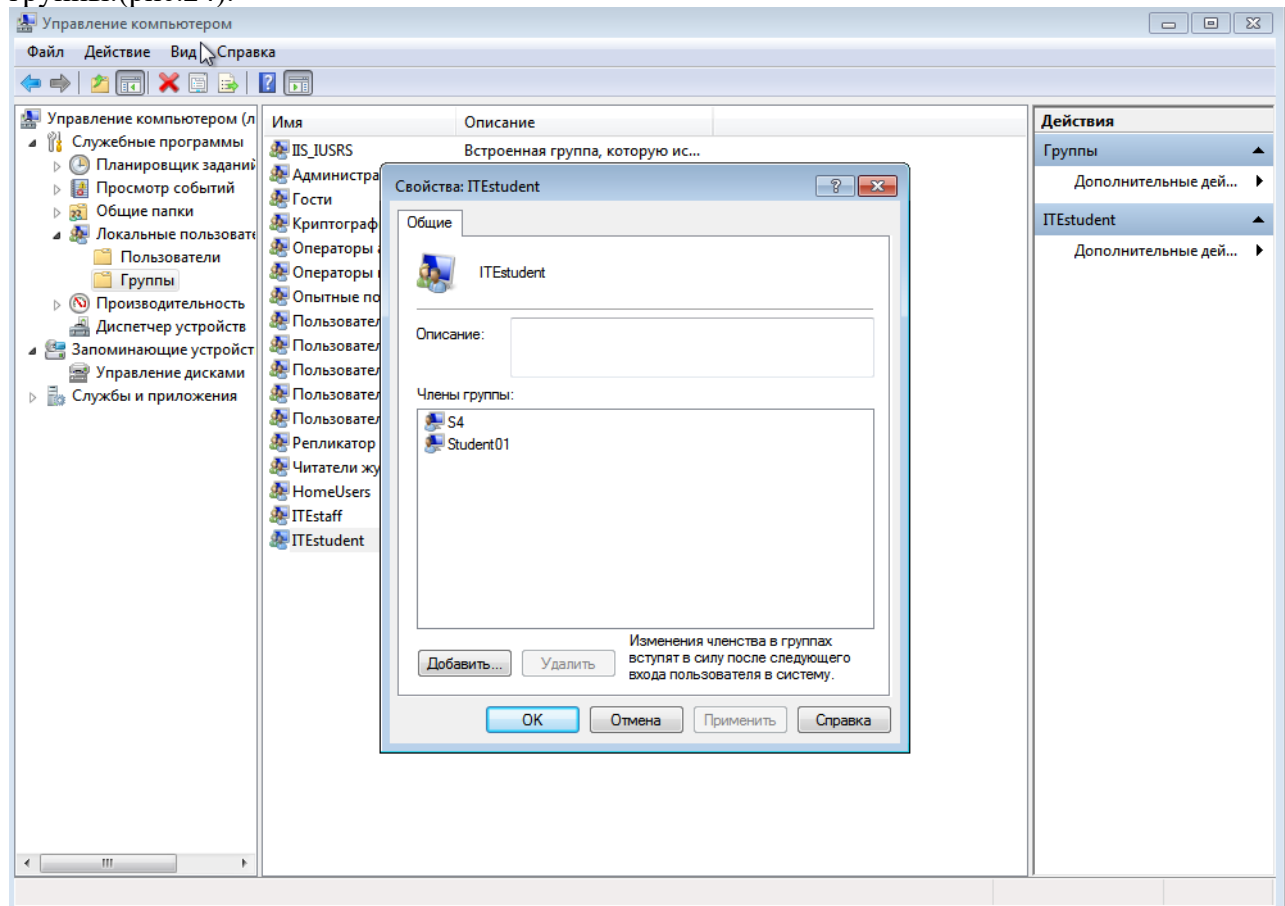 Управление компьютером
Файл Действие Вид Справка
Управление компьютером (л
Служебные программы
Планировщик заданий
Просмотр событий
Общие папки
Локальные пользовате
Пользователи
Группы
Производительность
Диспетчер устройств
Запоминающие устройст
Управление дисками
Службы и приложения
Имя Описание
IIS_IUSRS Встроенная группа, которую ис...
Администра
Гости
Криптограф
Операторы
Операторы
Опытные по
Пользовател
Пользовател
Пользовател
Пользовател
Пользовател
Репликатор
Читатели жу
HomeUsers
ITEstaff
ITEstudent
Свойства: ITEstudent
Общие
ITEstudent
Описание:
Члены группы:
S4
Student01
Добавить... Удалить
Изменения членства в группах
вступят в силу после следующего
входа пользователя в систему.
OK Отмена Применить Справка
Действия
Группы
Дополнительные дей...
ITEstudent
Дополнительные дей...